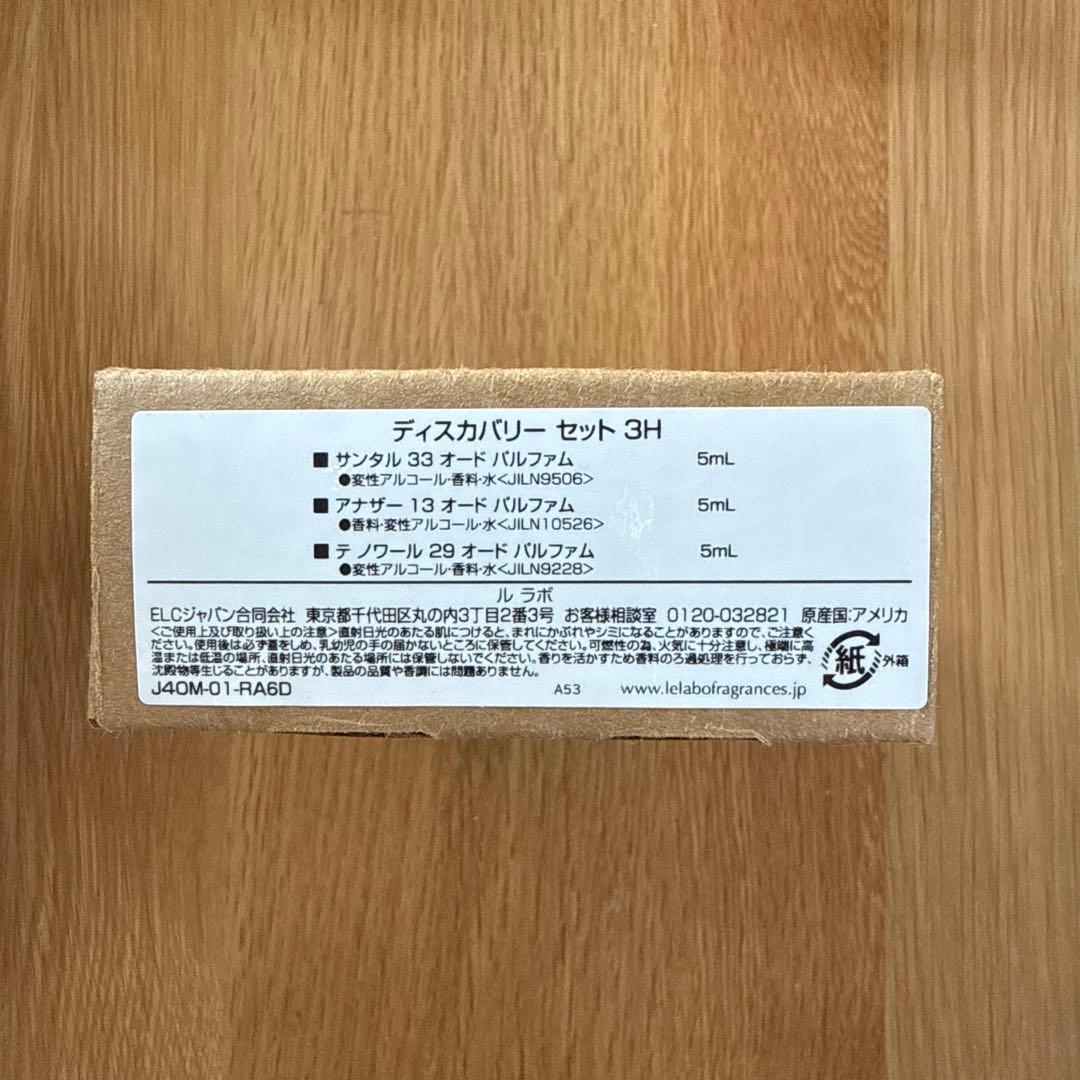 ディスカバリー セット 3H
■ サンタル 33 オード パルファム 5mL
●変性アルコール・香料・水<JILN9506>
■ アナザー 13 オード パルファム 5mL
●香料・変性アルコール・水<JILN10526>
■ テ ノワール 29 オード パルファム 5mL
●変性アルコール・香料・水<JILN9228>
ル ラボ
ELCジャパン合同会社 東京都千代田区丸の内3丁目2番3号 お客様相談室 0120-032821 原産国:アメリカ
<ご使用上及び取り扱い上の注意>直射日光のあたる肌につけると、まれにかぶれやシミになることがありますので、ご注意く
ださい。使用後は必ず蓋をしめ、乳幼児の手の届かないところに保管してください。可燃性の為、火気に十分注意し、極端に高
温または低温の場所、直射日光のあたる場所には保管しないでください。香りを活かすため香料のろ過処理を行っておらず、
沈殿物等生じることがありますが、製品の品質や香調には問題ありません。
紙 外箱
J40M-01-RA6D A53 www.lelabofragrances.jp